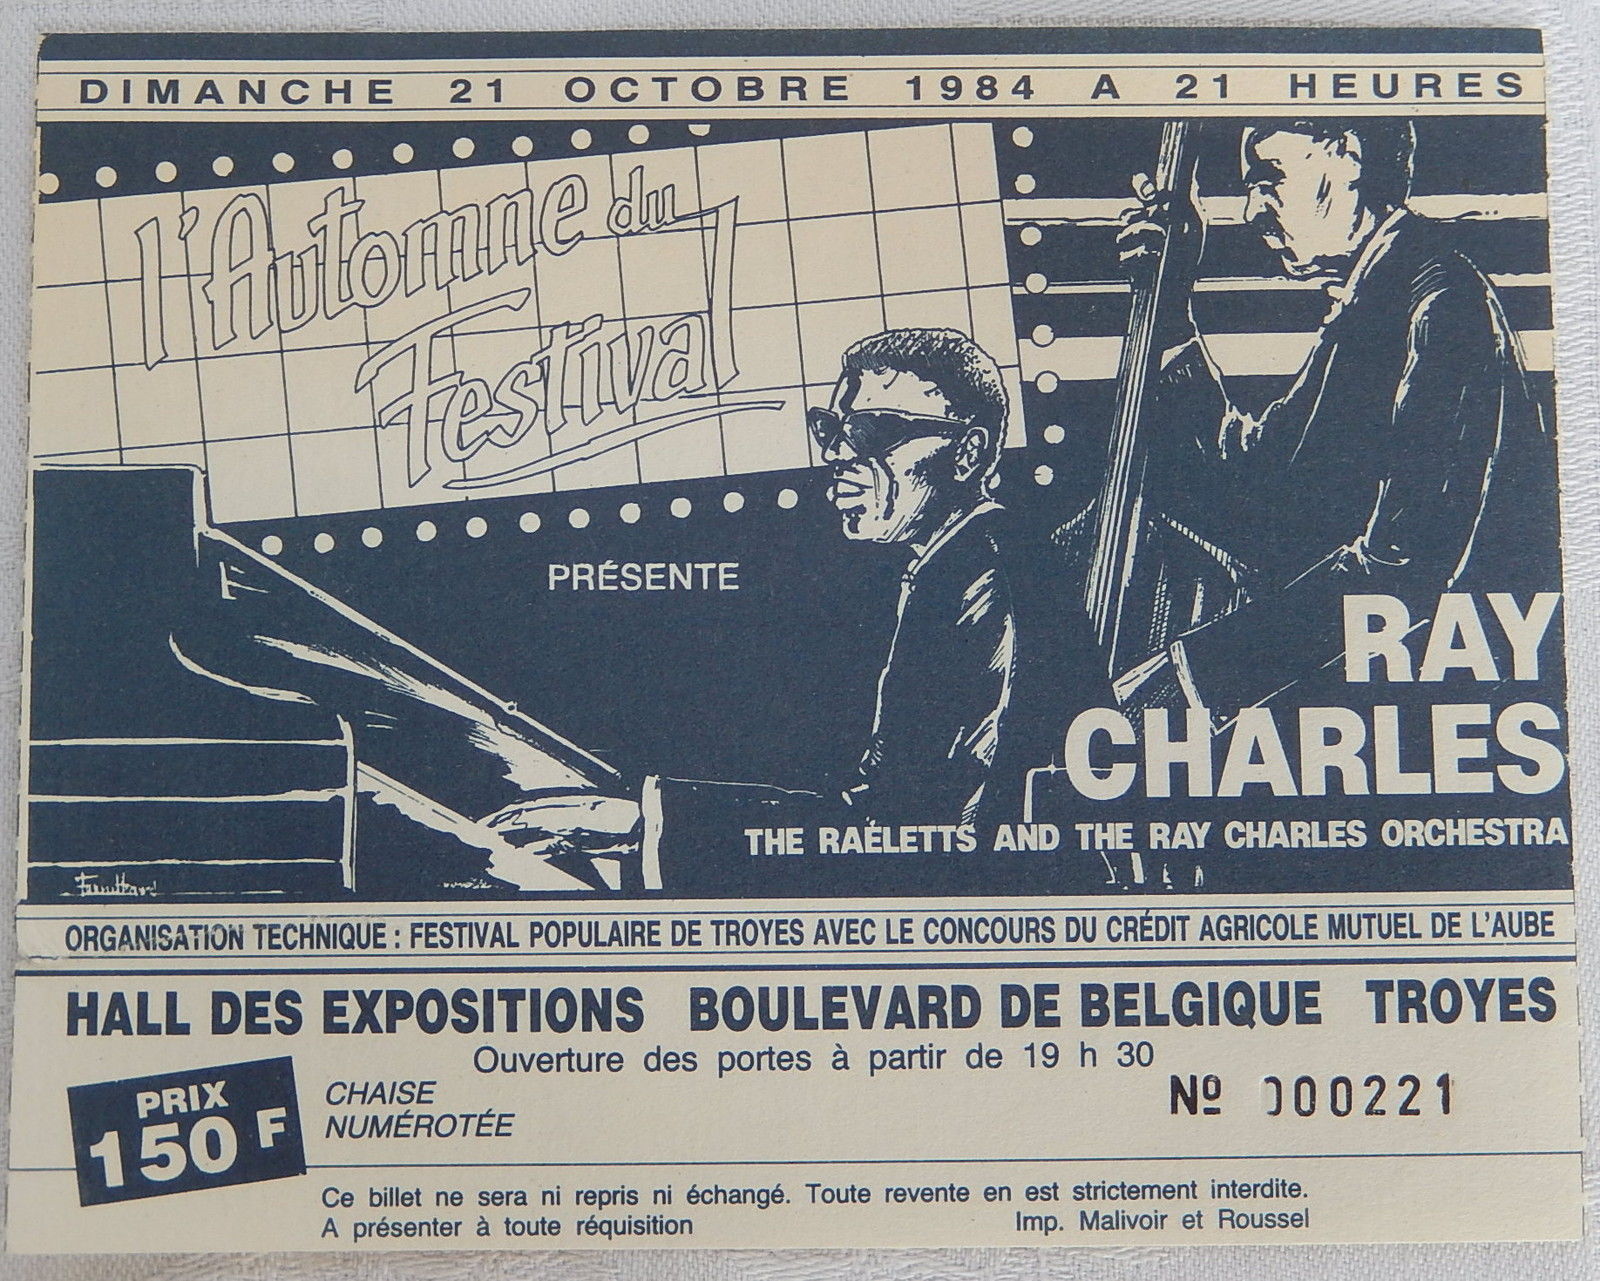 DIMANCHE 21 OCTOBRE 1984 A 21 HEURES
l'Automne du
Festival
PRÉSENTE
RAY
CHARLES
THE RAÉLETTS AND THE RAY CHARLES ORCHESTRA
ORGANISATION TECHNIQUE : FESTIVAL POPULAIRE DE TROYES AVEC LE CONCOURS DU CRÉDIT AGRICOLE MUTUEL DE L'AUBE
HALL DES EXPOSITIONS BOULEVARD DE BELGIQUE TROYES
Ouverture des portes à partir de 19 h 30
PRIX
150 F
CHAISE
NUMÉROTÉE
Nº 000221
Ce billet ne sera ni repris ni échangé. Toute revente en est strictement interdite.
A présenter à toute réquisition Imp. Malivoir et Roussel